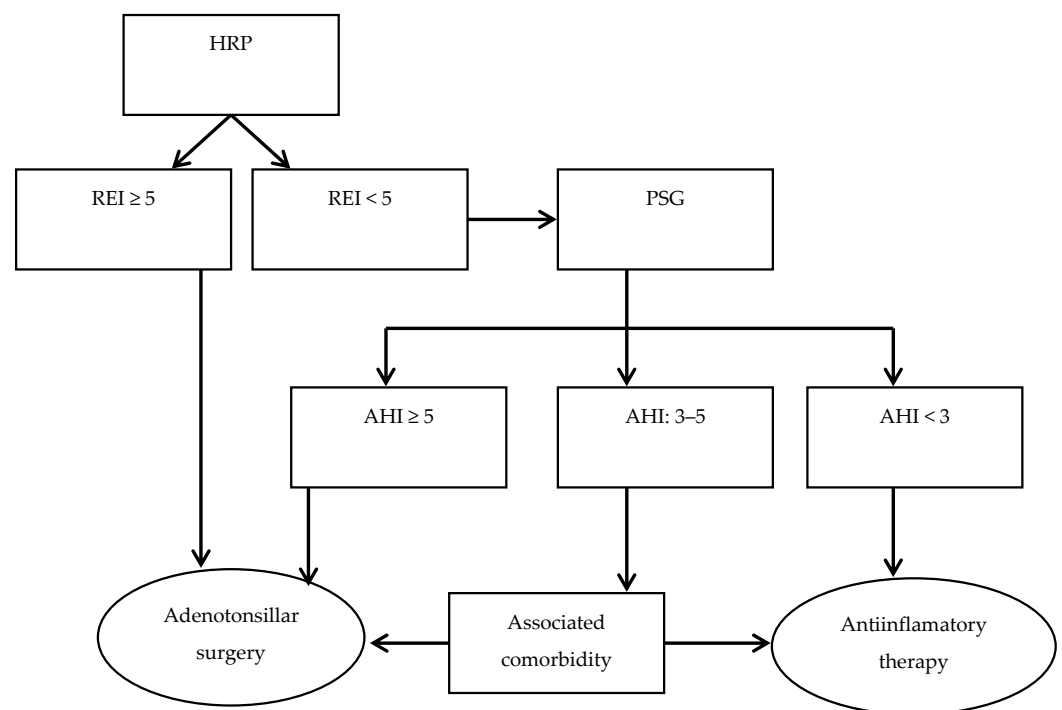 HRP
REI ≥ 5
REI < 5
PSG
AHI ≥ 5
AHI: 3–5
AHI < 3
Adenotonsillar
surgery
Associated
comorbidity
Antiinflamatory
therapy